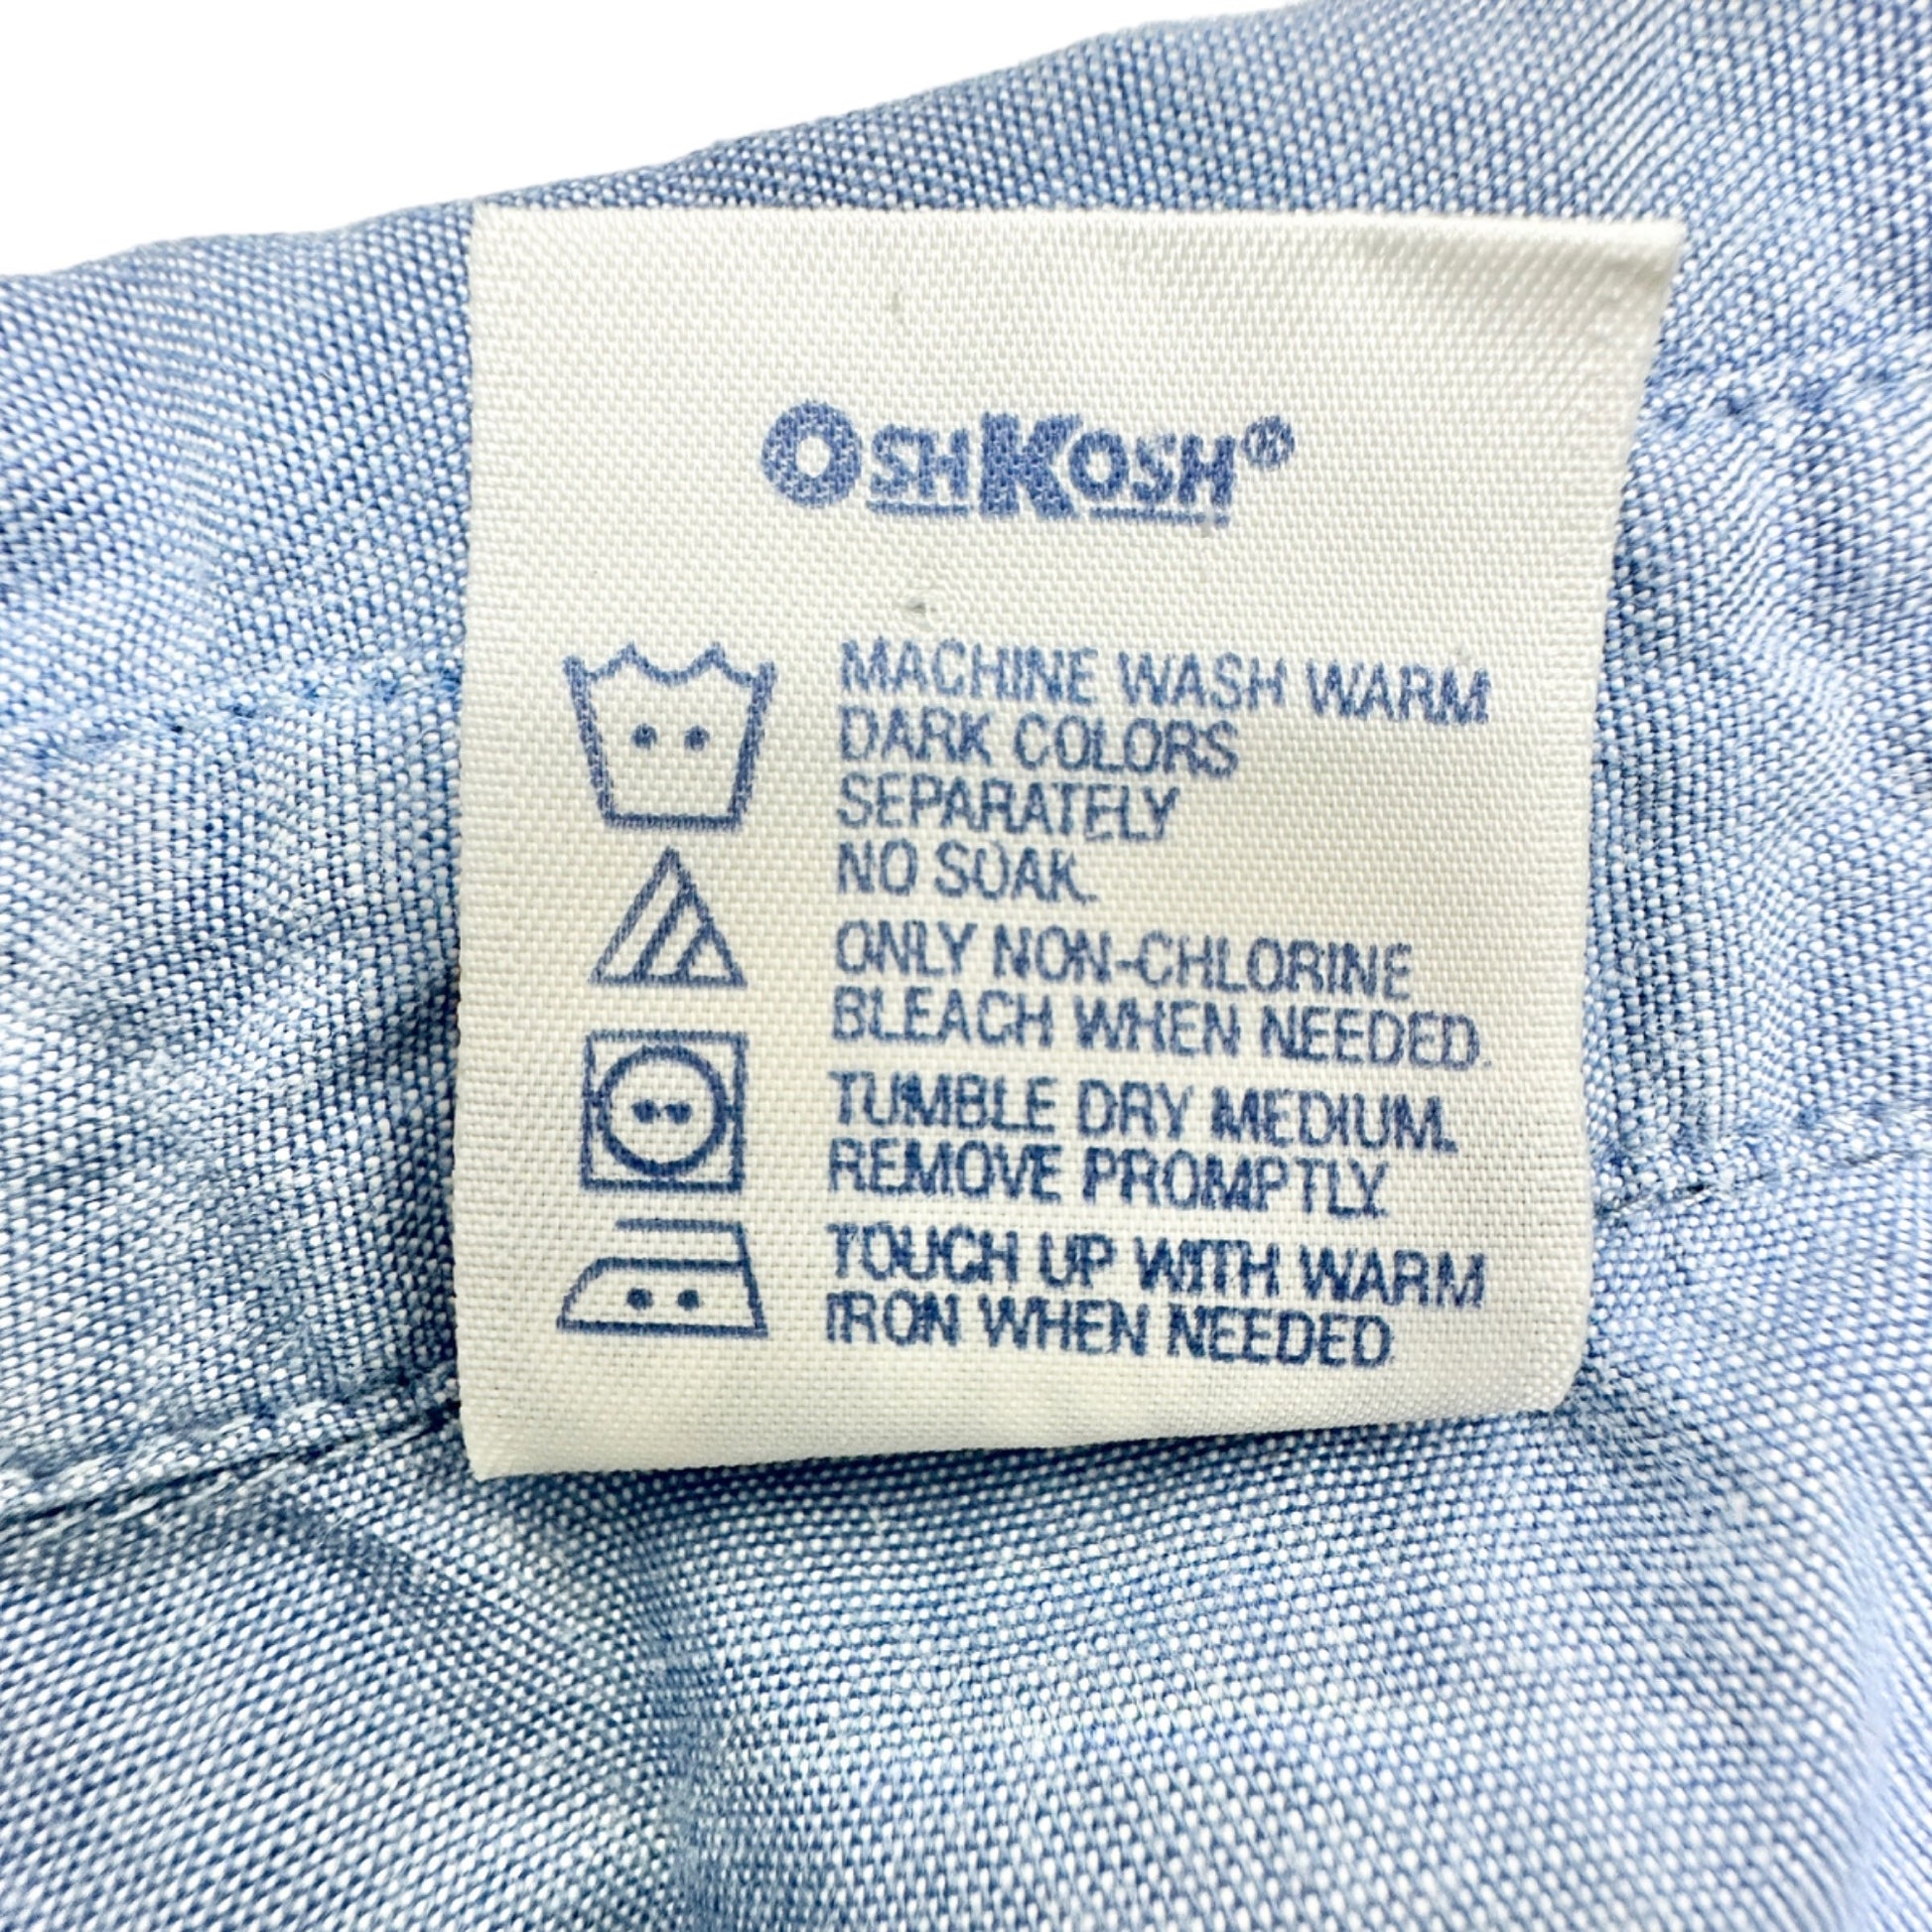 OSHKOSH®
MACHINE WASH WARM
DARK COLORS
SEPARATELY
NO SOAK.
ONLY NON-CHLORINE
BLEACH WHEN NEEDED.
TUMBLE DRY MEDIUM.
REMOVE PROMPTLY.
TOUCH UP WITH WARM
IRON WHEN NEEDED.